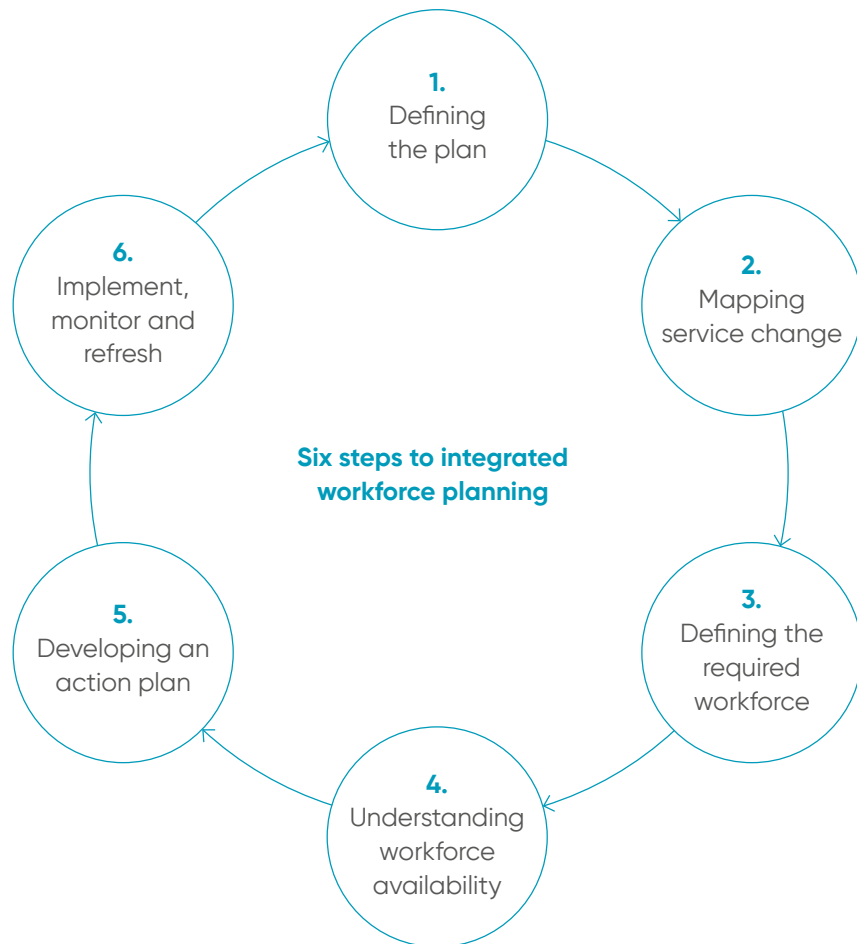 1.
Defining
the plan
2.
Mapping
service change
3.
Defining the
required
workforce
4.
Understanding
workforce
availability
5.
Developing an
action plan
6.
Implement,
monitor and
refresh
Six steps to integrated
workforce planning